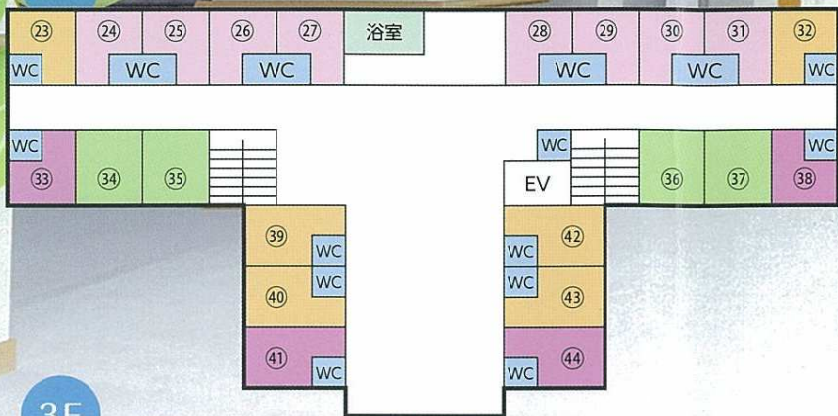 ㉓ ㉔ ㉕ ㉖ ㉗ 浴室 ㉘ ㉙ ㉚ ㉛ ㉜
WC WC WC WC WC WC
WC WC WC
㉝ ㉞ ㉟ EV ㊱ ㊲ ㊳
㊴ ㊷
WC WC
WC WC
㊵ ㊸
㊶ ㊹
WC WC
3F